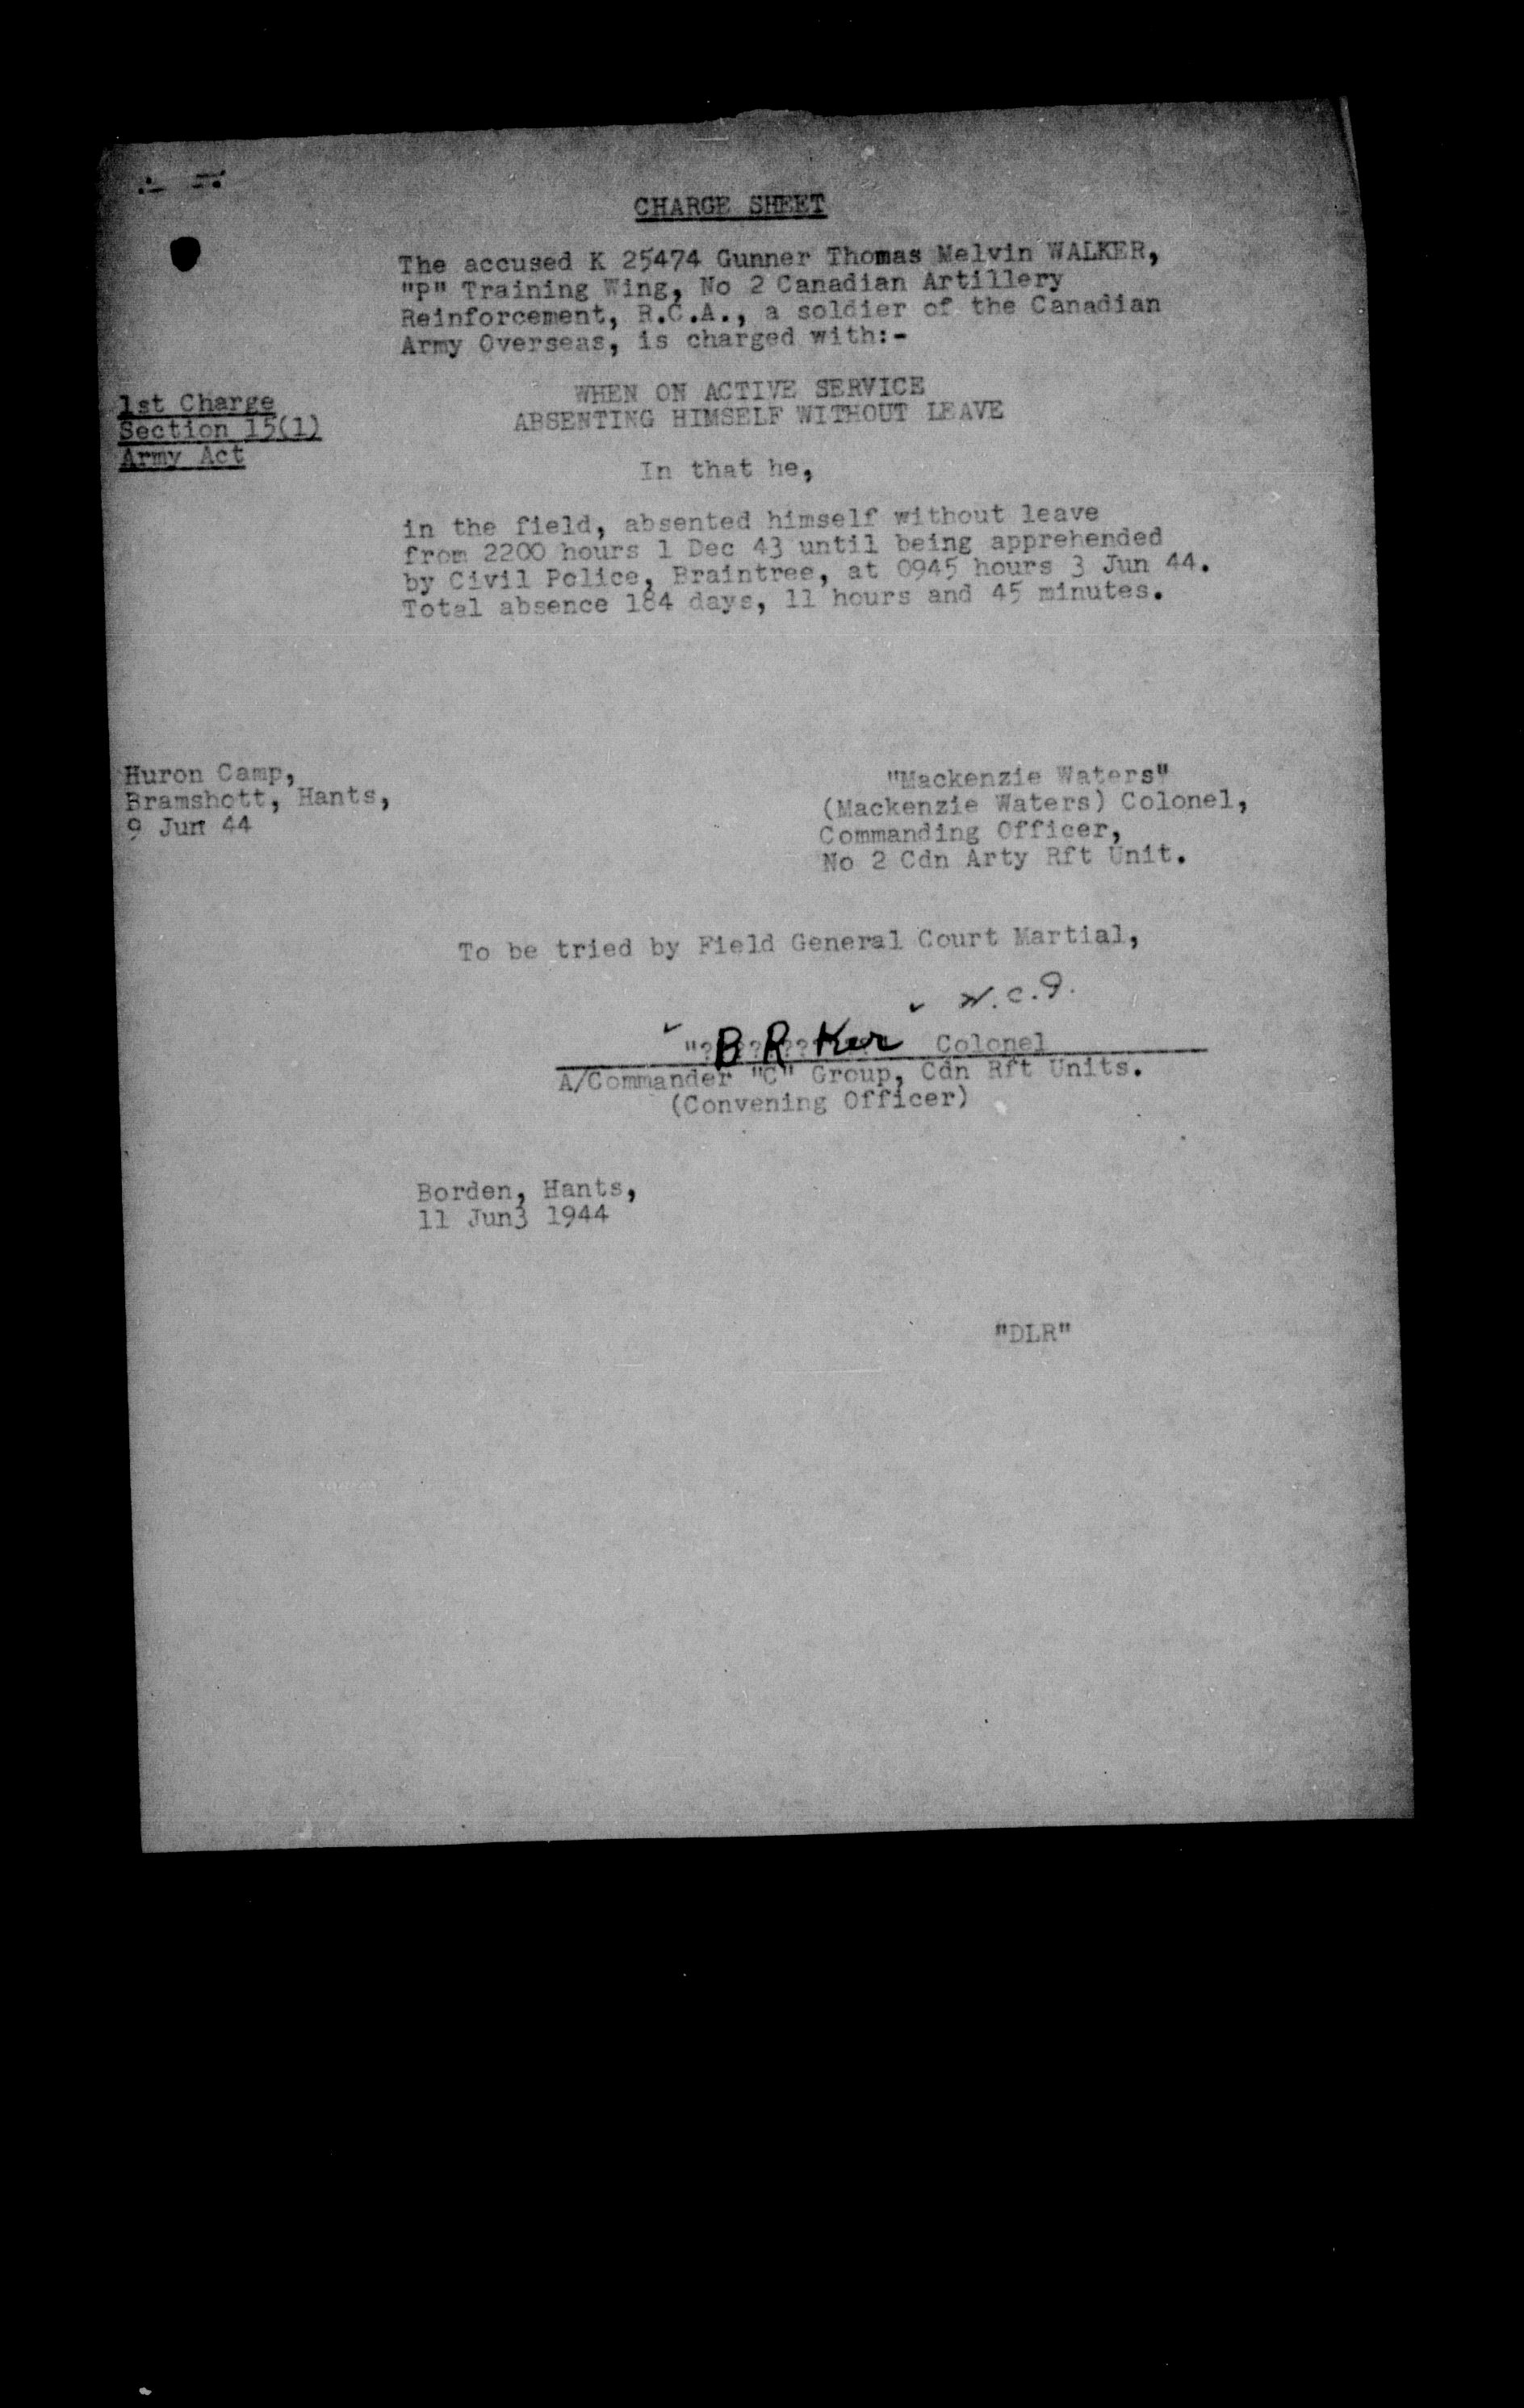 CHARGE SHEET
The accused K 25474 Gunner Thomas Melvin WALKER,
"P" Training Wing, No 2 Canadian Artillery
Reinforcement, R.C.A., a soldier of the Canadian
Army Overseas, is charged with:-
1st Charge
Section 15(1)
Army Act
WHEN ON ACTIVE SERVICE
ABSENTING HIMSELF WITHOUT LEAVE
In that he,
in the field, absented himself without leave
from 2200 hours 1 Dec 43 until being apprehended
by Civil Police, Braintree, at 0945 hours 3 Jun 44.
Total absence 184 days, 11 hours and 45 minutes.
Huron Camp,
Bramshott, Hants,
9 Jun 44
"Mackenzie Waters"
(Mackenzie Waters) Colonel,
Commanding Officer,
No 2 Cdn Arty Rft Unit.
To be tried by Field General Court Martial,
B R Ker Colonel
A/Commander "C" Group, Cdn Rft Units.
(Convening Officer)
Borden, Hants,
11 Jun3 1944
"DLR"